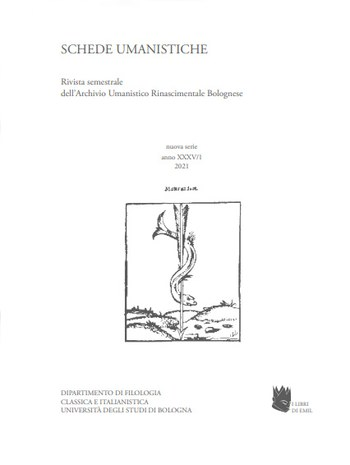 SCHEDE UMANISTICHE
Rivista semestrale
dell'Archivio Umanistico Rinascimentale Bolognese
nuova serie
anno XXXV/1
2021
DIPARTIMENTO DI FILOLOGIA
CLASSICA E ITALIANISTICA
UNIVERSITÀ DEGLI STUDI DI BOLOGNA
I LIBRI
DI EMIL